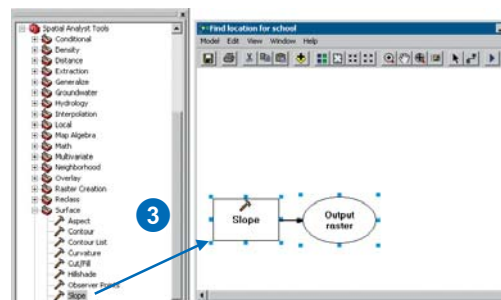 Spatial Analyst Tools
Conditional
Density
Distance
Extraction
Generalize
Groundwater
Hydrology
Interpolation
Local
Map Algebra
Math
Multivariate
Neighborhood
Overlay
Raster Creation
Reclass
Surface
Aspect
Contour
Contour List
Curvature
Cut/Fill
Hillshade
Observer Points
Slope
3
Find location for school
Model Edit View Window Help
Slope
Output
raster